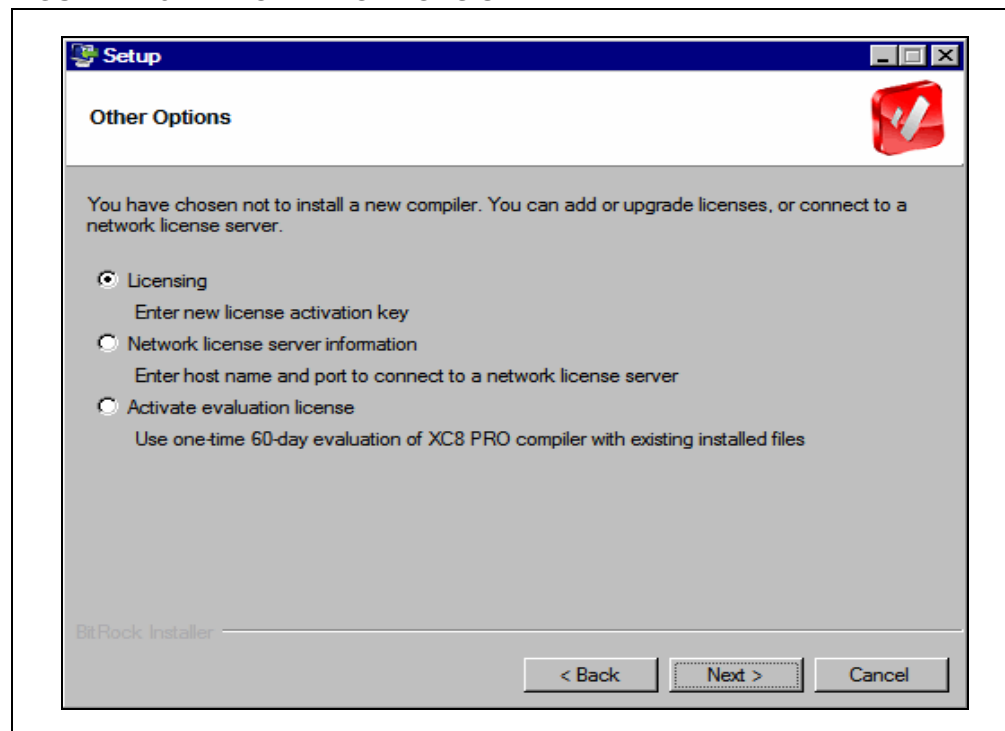 Setup
Other Options
You have chosen not to install a new compiler. You can add or upgrade licenses, or connect to a
network license server.
Licensing
Enter new license activation key
Network license server information
Enter host name and port to connect to a network license server
Activate evaluation license
Use one-time 60-day evaluation of XC8 PRO compiler with existing installed files
BitRock Installer
< Back
Next >
Cancel